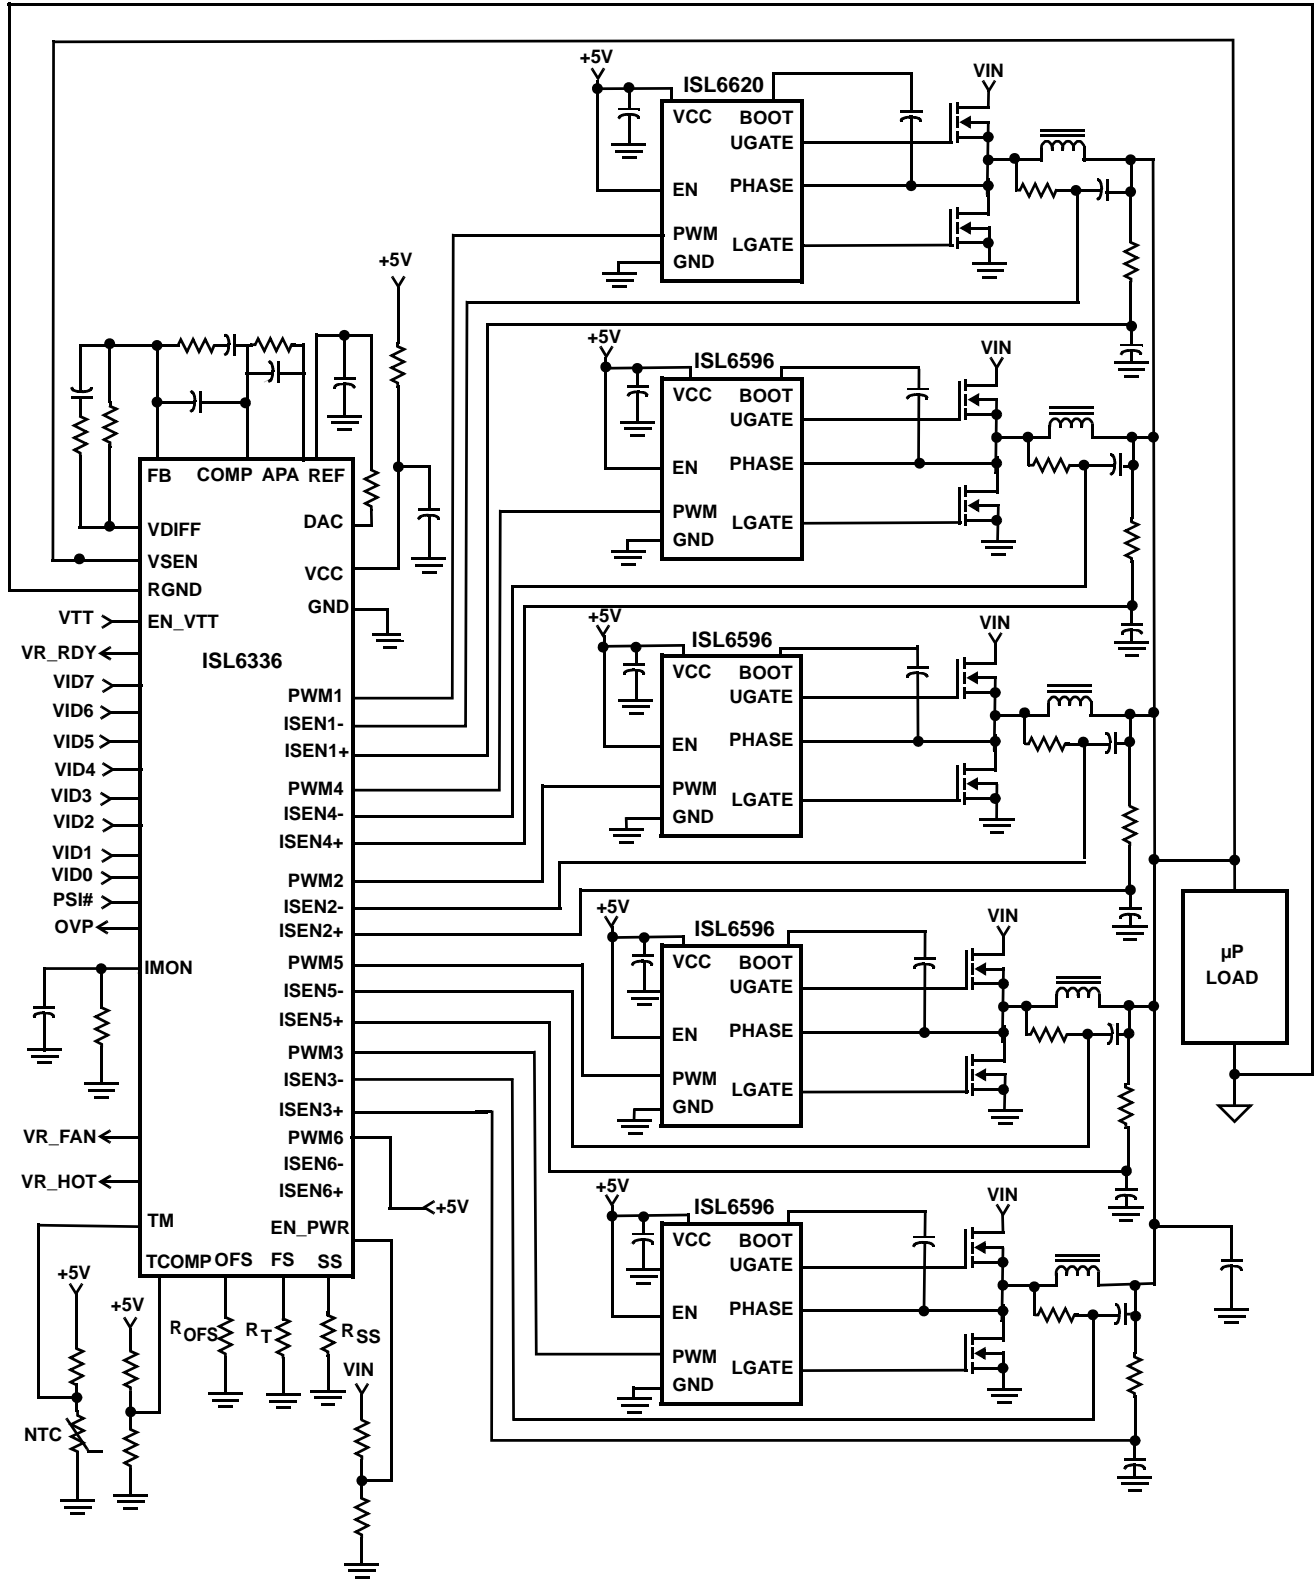 +5V
ISL6620
VIN
VCC
BOOT
UGATE
EN
PHASE
PWM
LGATE
GND
+5V
+5V
ISL6596
VIN
VCC
BOOT
UGATE
EN
PHASE
PWM
LGATE
GND
+5V
ISL6596
VIN
VCC
BOOT
UGATE
EN
PHASE
PWM
LGATE
GND
+5V
ISL6596
VIN
VCC
BOOT
UGATE
EN
PHASE
PWM
LGATE
GND
+5V
ISL6596
VIN
VCC
BOOT
UGATE
EN
PHASE
PWM
LGATE
GND
µP
LOAD
FB
COMP
APA
REF
VDIFF
VSEN
RGND
EN_VTT
ISL6336
DAC
VCC
GND
VTT
VR_RDY
VID7
VID6
VID5
VID4
VID3
VID2
VID1
VID0
PSI#
OVP
IMON
VR_FAN
VR_HOT
TM
PWM1
ISEN1-
ISEN1+
PWM4
ISEN4-
ISEN4+
PWM2
ISEN2-
ISEN2+
PWM5
ISEN5-
ISEN5+
PWM3
ISEN3-
ISEN3+
PWM6
ISEN6-
ISEN6+
+5V
EN_PWR
TCOMP
OFS
FS
SS
+5V
+5V
ROFS
RT
RSS
VIN
NTC